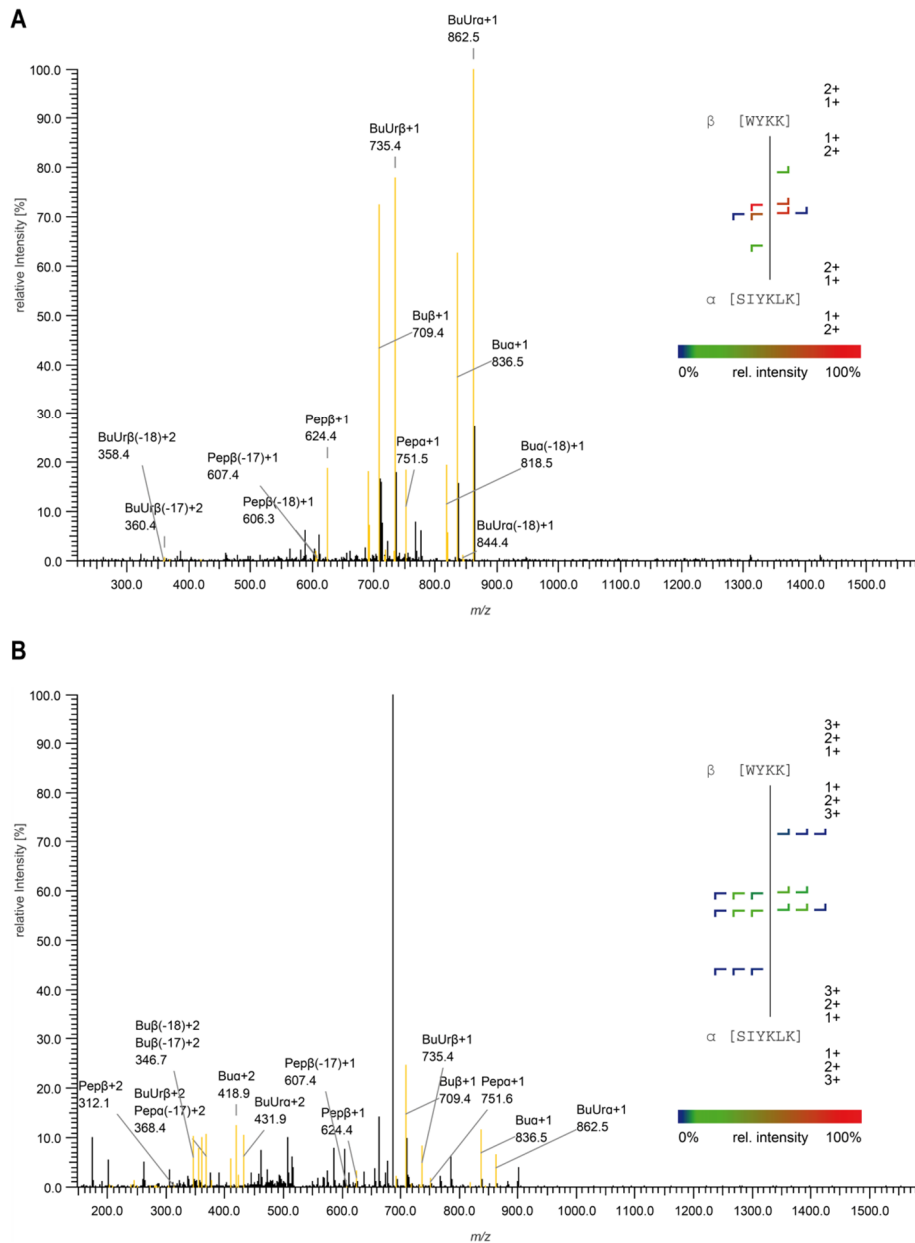 A
BuUrα+1
862.5
100.0
90.0
80.0
70.0
60.0
50.0
40.0
30.0
20.0
10.0
0.0
relative Intensity [%]
BuUrβ+1
735.4
Buβ+1
709.4
Buα+1
836.5
Pepβ+1
624.4
Pepα+1
751.5
BuUrβ(-18)+2
358.4
Pepβ(-17)+1
607.4
Bua(-18)+1
818.5
BuUrβ(-17)+2
360.4
Pepβ(-18)+1
606.3
BuUra(-18)+1
844.4
300.0 400.0 500.0 600.0 700.0 800.0 900.0 1000.0 1100.0 1200.0 1300.0 1400.0 1500.0
m/z
2+
1+
β [WYKK]
1+
2+
2+
1+
α [SIYKLK]
1+
2+
0% rel. intensity 100%
B
100.0
90.0
80.0
70.0
60.0
50.0
40.0
30.0
20.0
10.0
0.0
relative Intensity [%]
Buβ(-18)+2
Buβ(-17)+2
346.7
Pepβ+2
312.1
BuUrβ+2
Pepa(-17)+2
368.4
Bua+2
418.9
BuUra+2
431.9
Pepβ(-17)+1
607.4
Pepβ+1
624.4
BuUrβ+1
735.4
Buβ+1
709.4
Pepa+1
751.6
Bua+1
836.5
BuUra+1
862.5
200.0 300.0 400.0 500.0 600.0 700.0 800.0 900.0 1000.0 1100.0 1200.0 1300.0 1400.0 1500.0
m/z
3+
2+
1+
β [WYKK]
1+
2+
3+
3+
2+
1+
α [SIYKLK]
1+
2+
3+
0% rel. intensity 100%